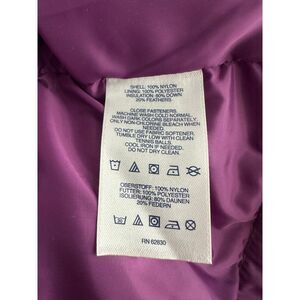 SHELL: 100% NYLON
LINING: 100% POLYESTER
INSULATION: 80% DOWN
20% FEATHERS
CLOSE FASTENERS.
MACHINE WASH COLD NORMAL.
WASH DARK COLORS SEPARATELY.
ONLY NON-CHLORINE BLEACH WHEN
NEEDED.
DO NOT USE FABRIC SOFTENER.
TUMBLE DRY LOW WITH CLEAN
TENNIS BALLS.
COOL IRON IF NEEDED.
DO NOT DRY CLEAN.
OBERSTOFF: 100% NYLON
FUTTER: 100% POLYESTER
ISOLIERUNG: 80% DAUNEN
20% FEDERN
RN 62830